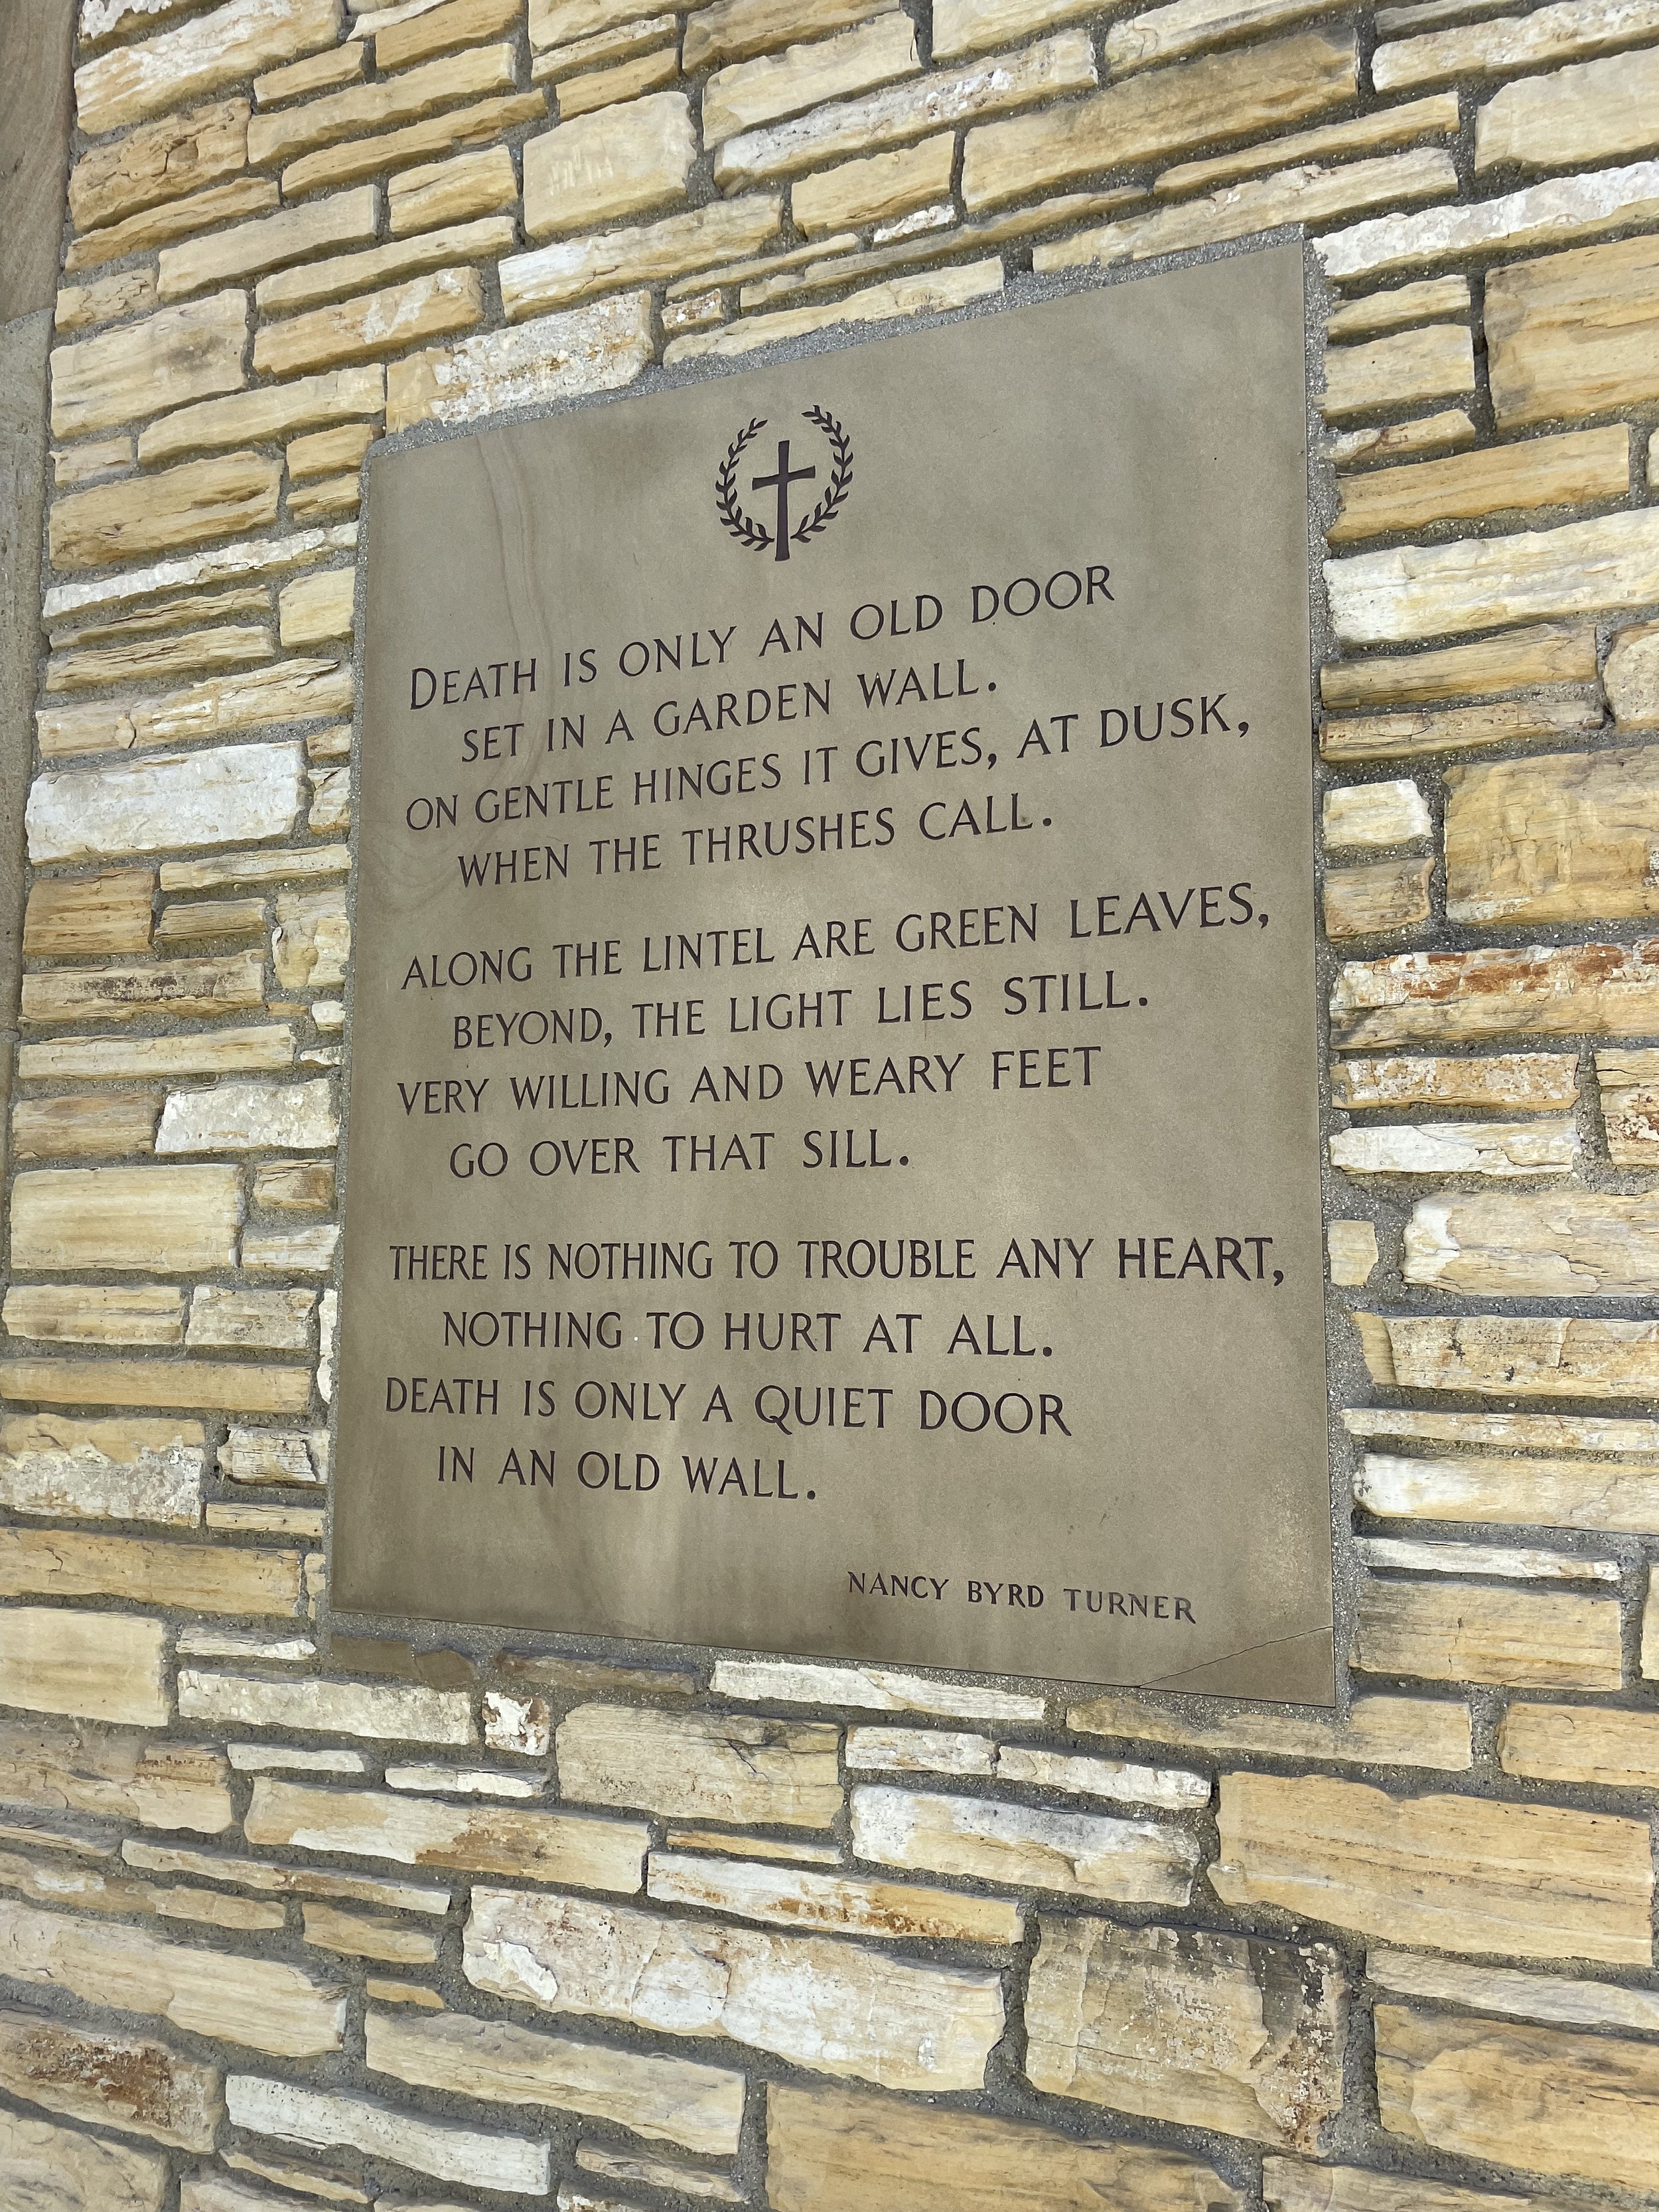 DEATH IS ONLY AN OLD DOOR
SET IN A GARDEN WALL.
ON GENTLE HINGES IT GIVES, AT DUSK,
WHEN THE THRUSHES CALL.
ALONG THE LINTEL ARE GREEN LEAVES,
BEYOND, THE LIGHT LIES STILL.
VERY WILLING AND WEARY FEET
GO OVER THAT SILL.
THERE IS NOTHING TO TROUBLE ANY HEART,
NOTHING TO HURT AT ALL.
DEATH IS ONLY A QUIET DOOR
IN AN OLD WALL.
NANCY BYRD TURNER